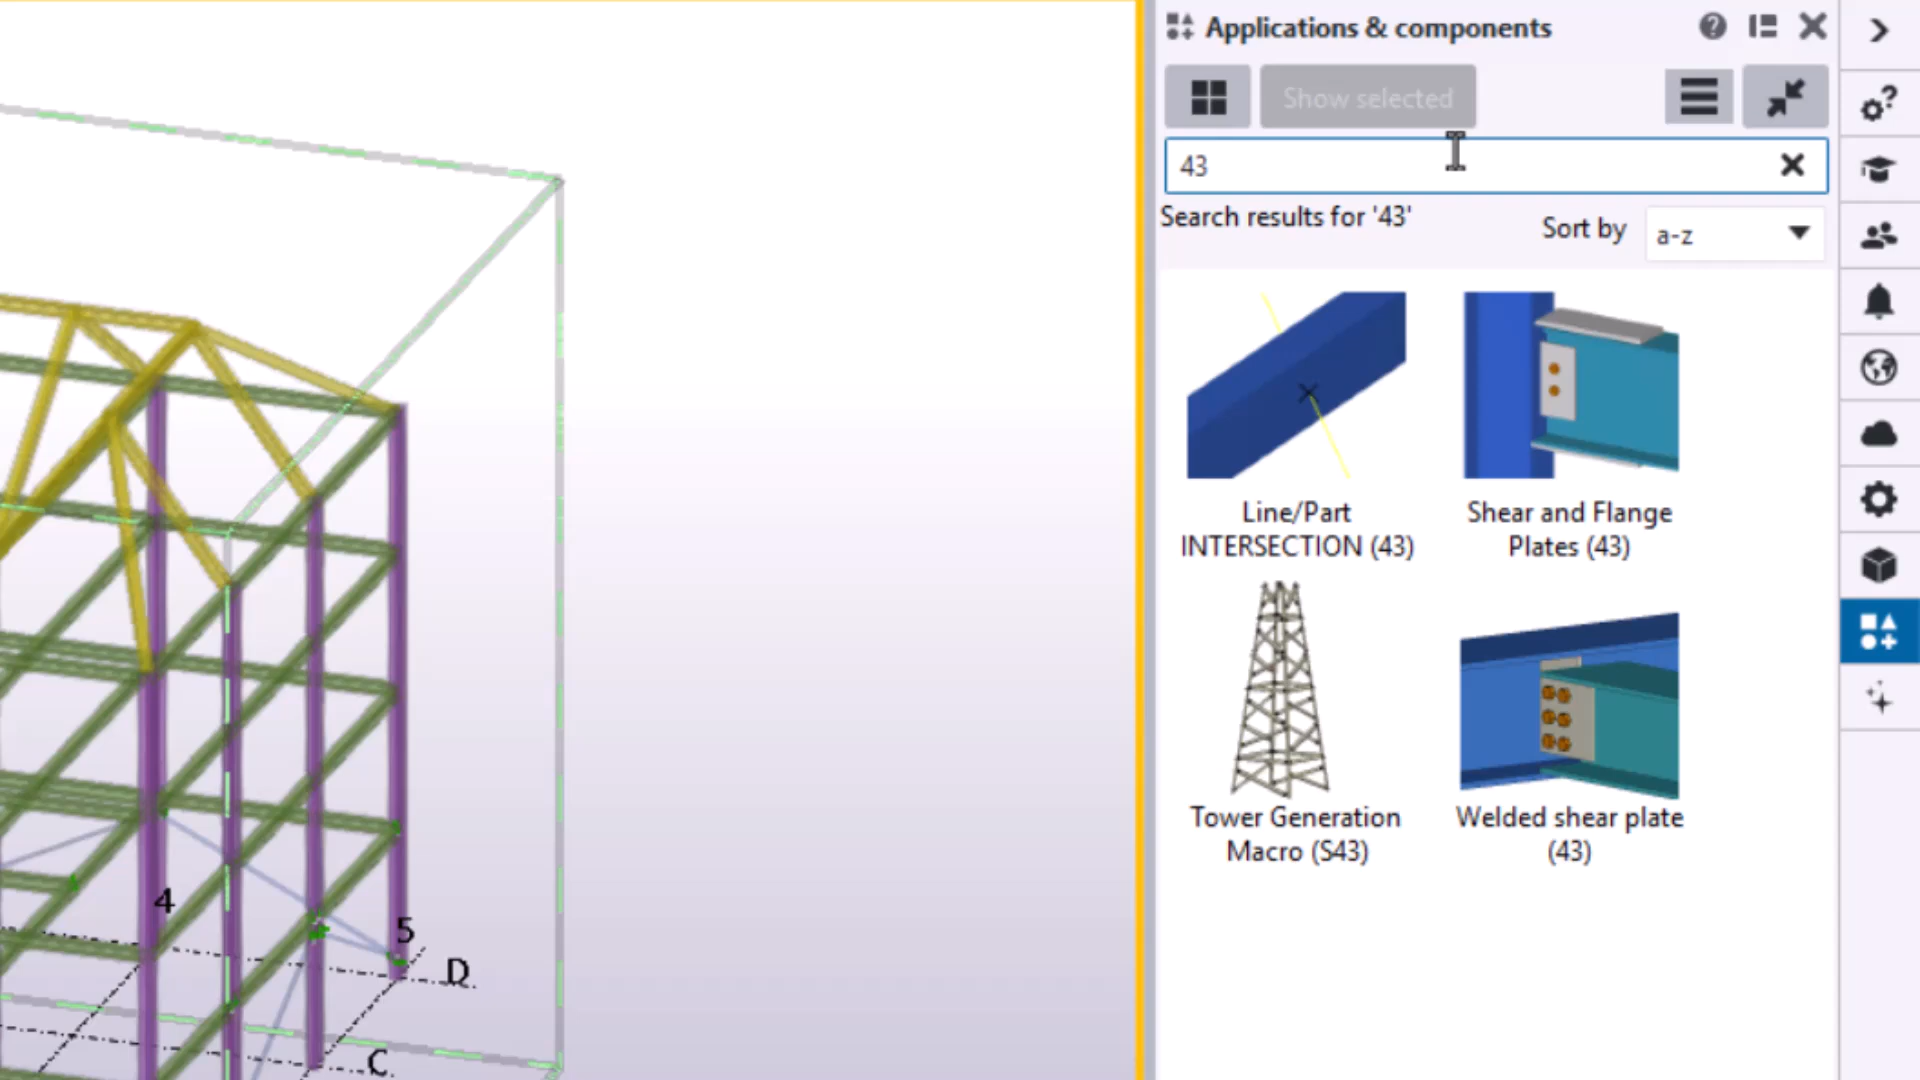 Applications & components
Show selected
43
Search results for '43'
Sort by
a-z
Line/Part
INTERSECTION (43)
Shear and Flange
Plates (43)
Tower Generation
Macro (S43)
Welded shear plate
(43)
4
5
D
C